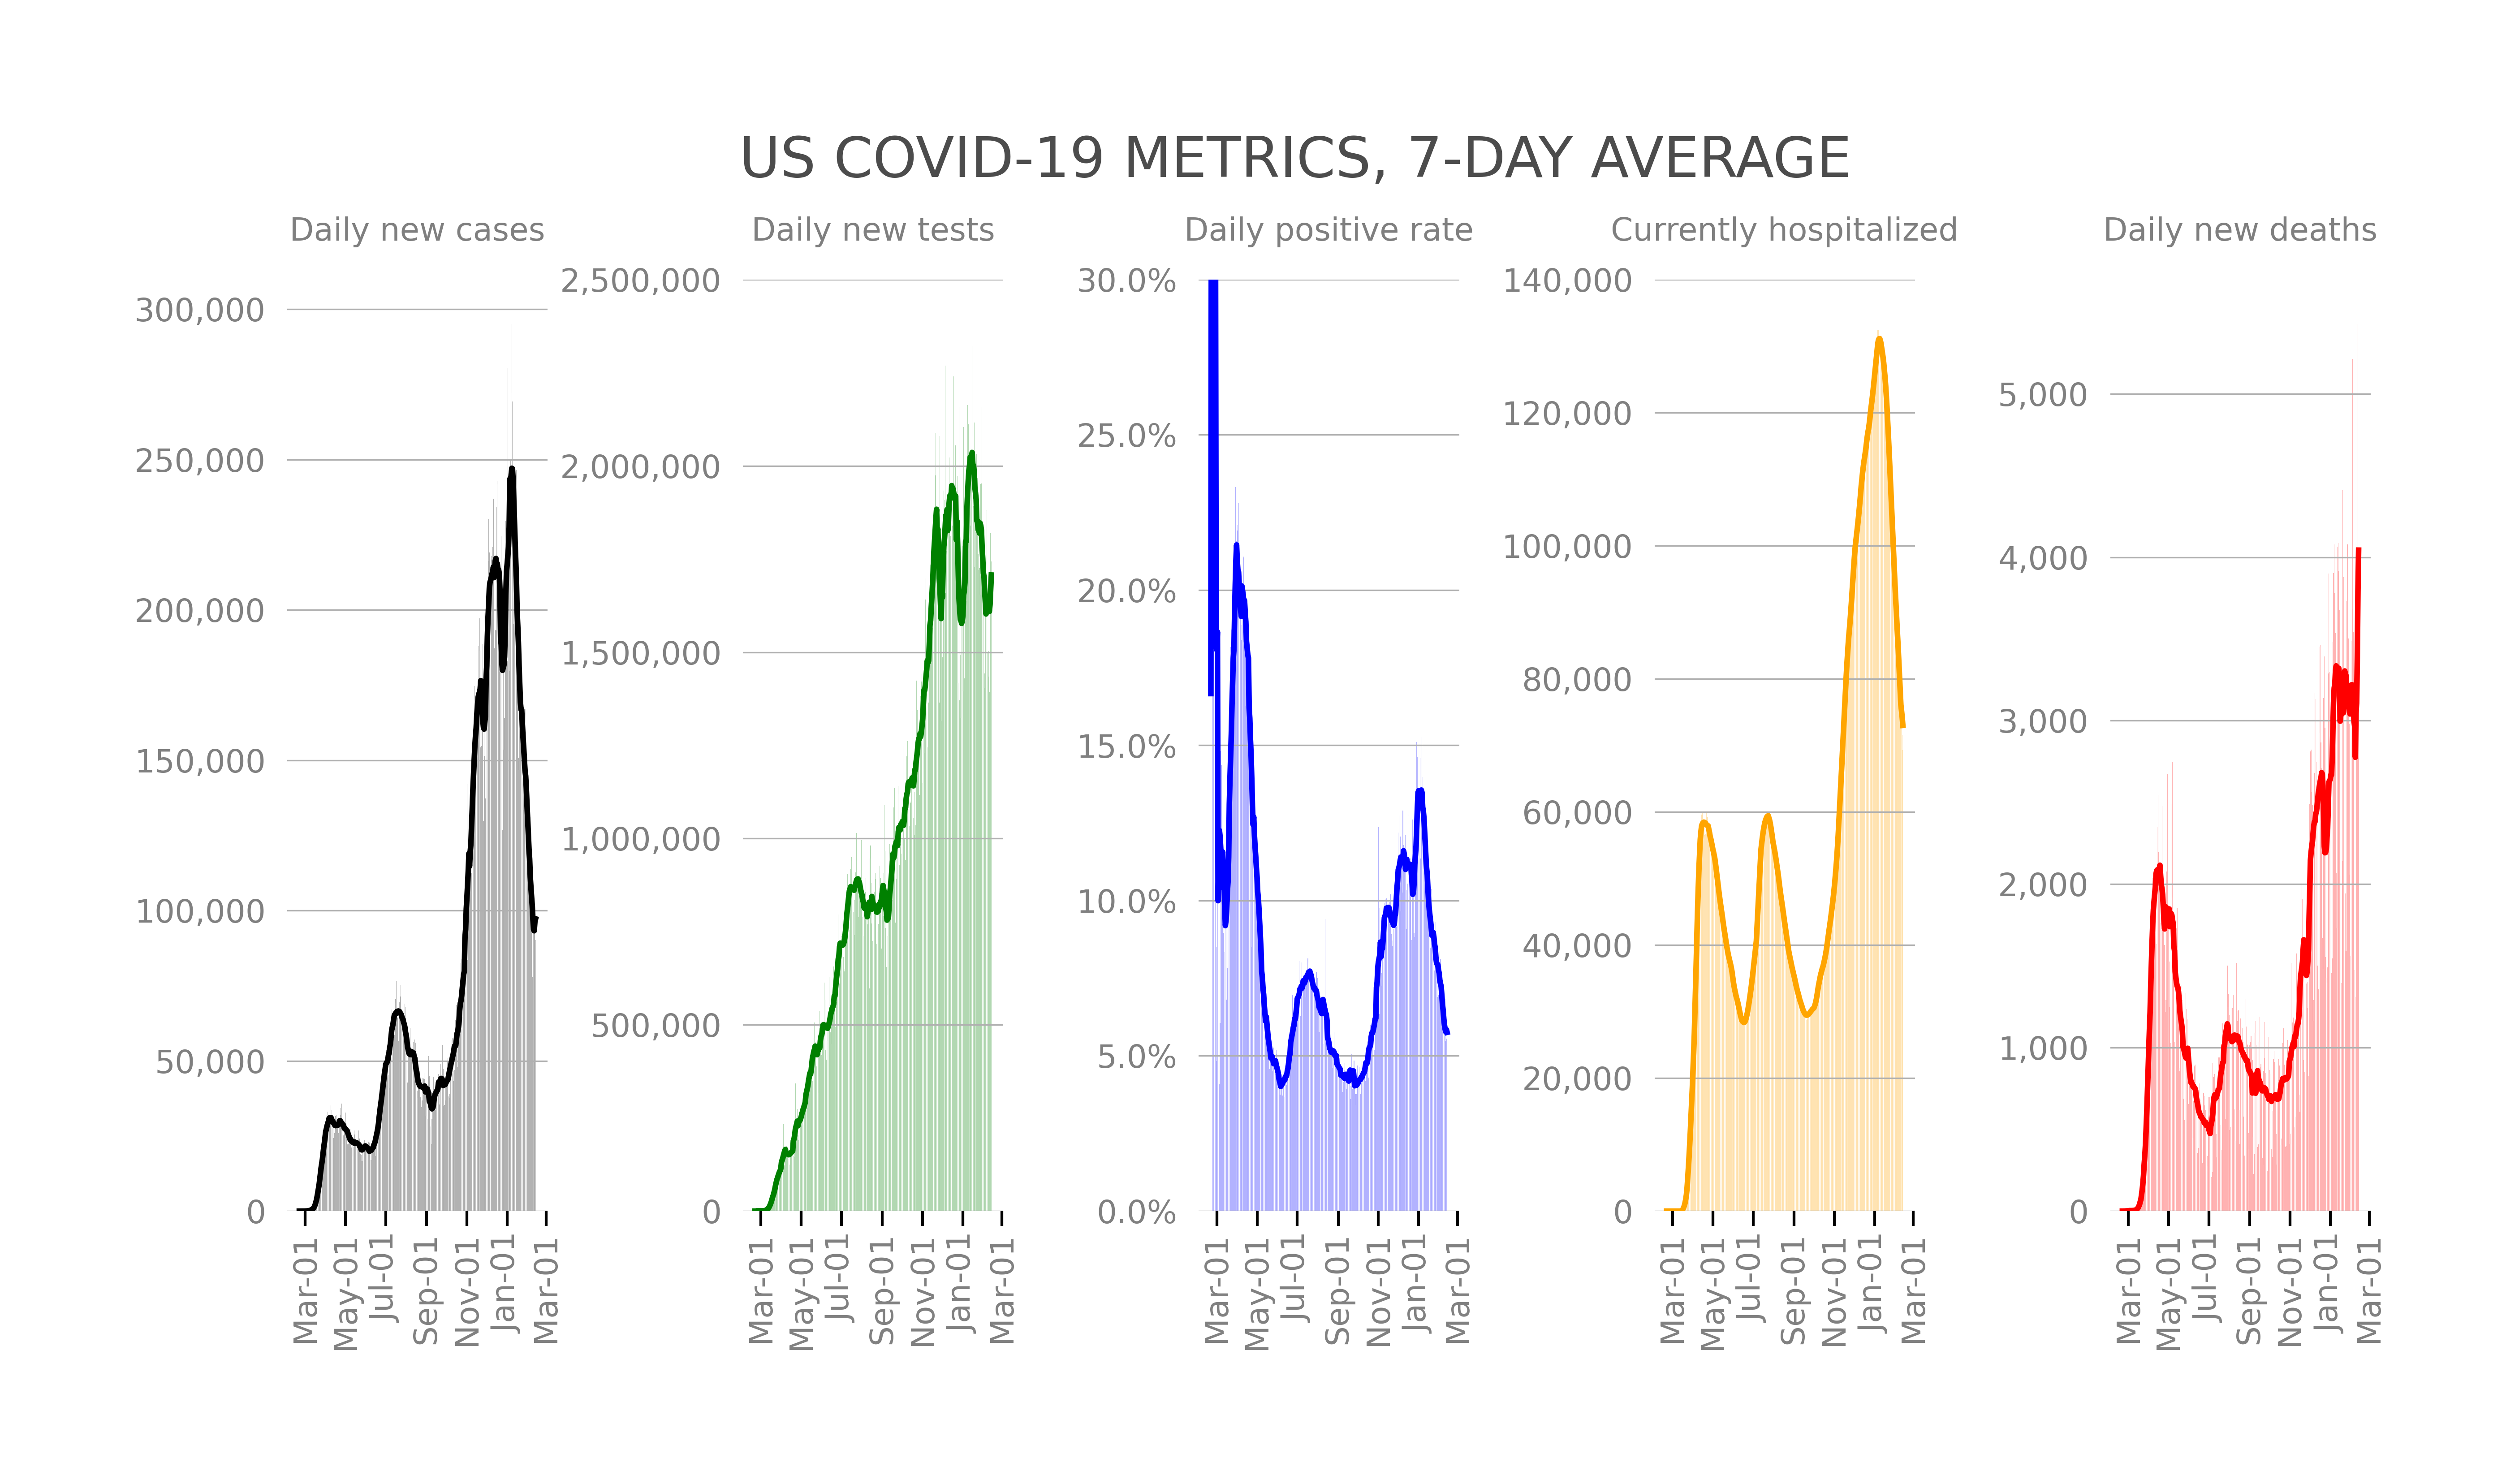 US COVID-19 METRICS, 7-DAY AVERAGE
Daily new cases
300,000
250,000
200,000
150,000
100,000
50,000
0
Mar-01
May-01
Jul-01
Sep-01
Nov-01
Jan-01
Mar-01
Daily new tests
2,500,000
2,000,000
1,500,000
1,000,000
500,000
0
Mar-01
May-01
Jul-01
Sep-01
Nov-01
Jan-01
Mar-01
Daily positive rate
30.0%
25.0%
20.0%
15.0%
10.0%
5.0%
0.0%
Mar-01
May-01
Jul-01
Sep-01
Nov-01
Jan-01
Mar-01
Currently hospitalized
140,000
120,000
100,000
80,000
60,000
40,000
20,000
0
Mar-01
May-01
Jul-01
Sep-01
Nov-01
Jan-01
Mar-01
Daily new deaths
5,000
4,000
3,000
2,000
1,000
0
Mar-01
May-01
Jul-01
Sep-01
Nov-01
Jan-01
Mar-01